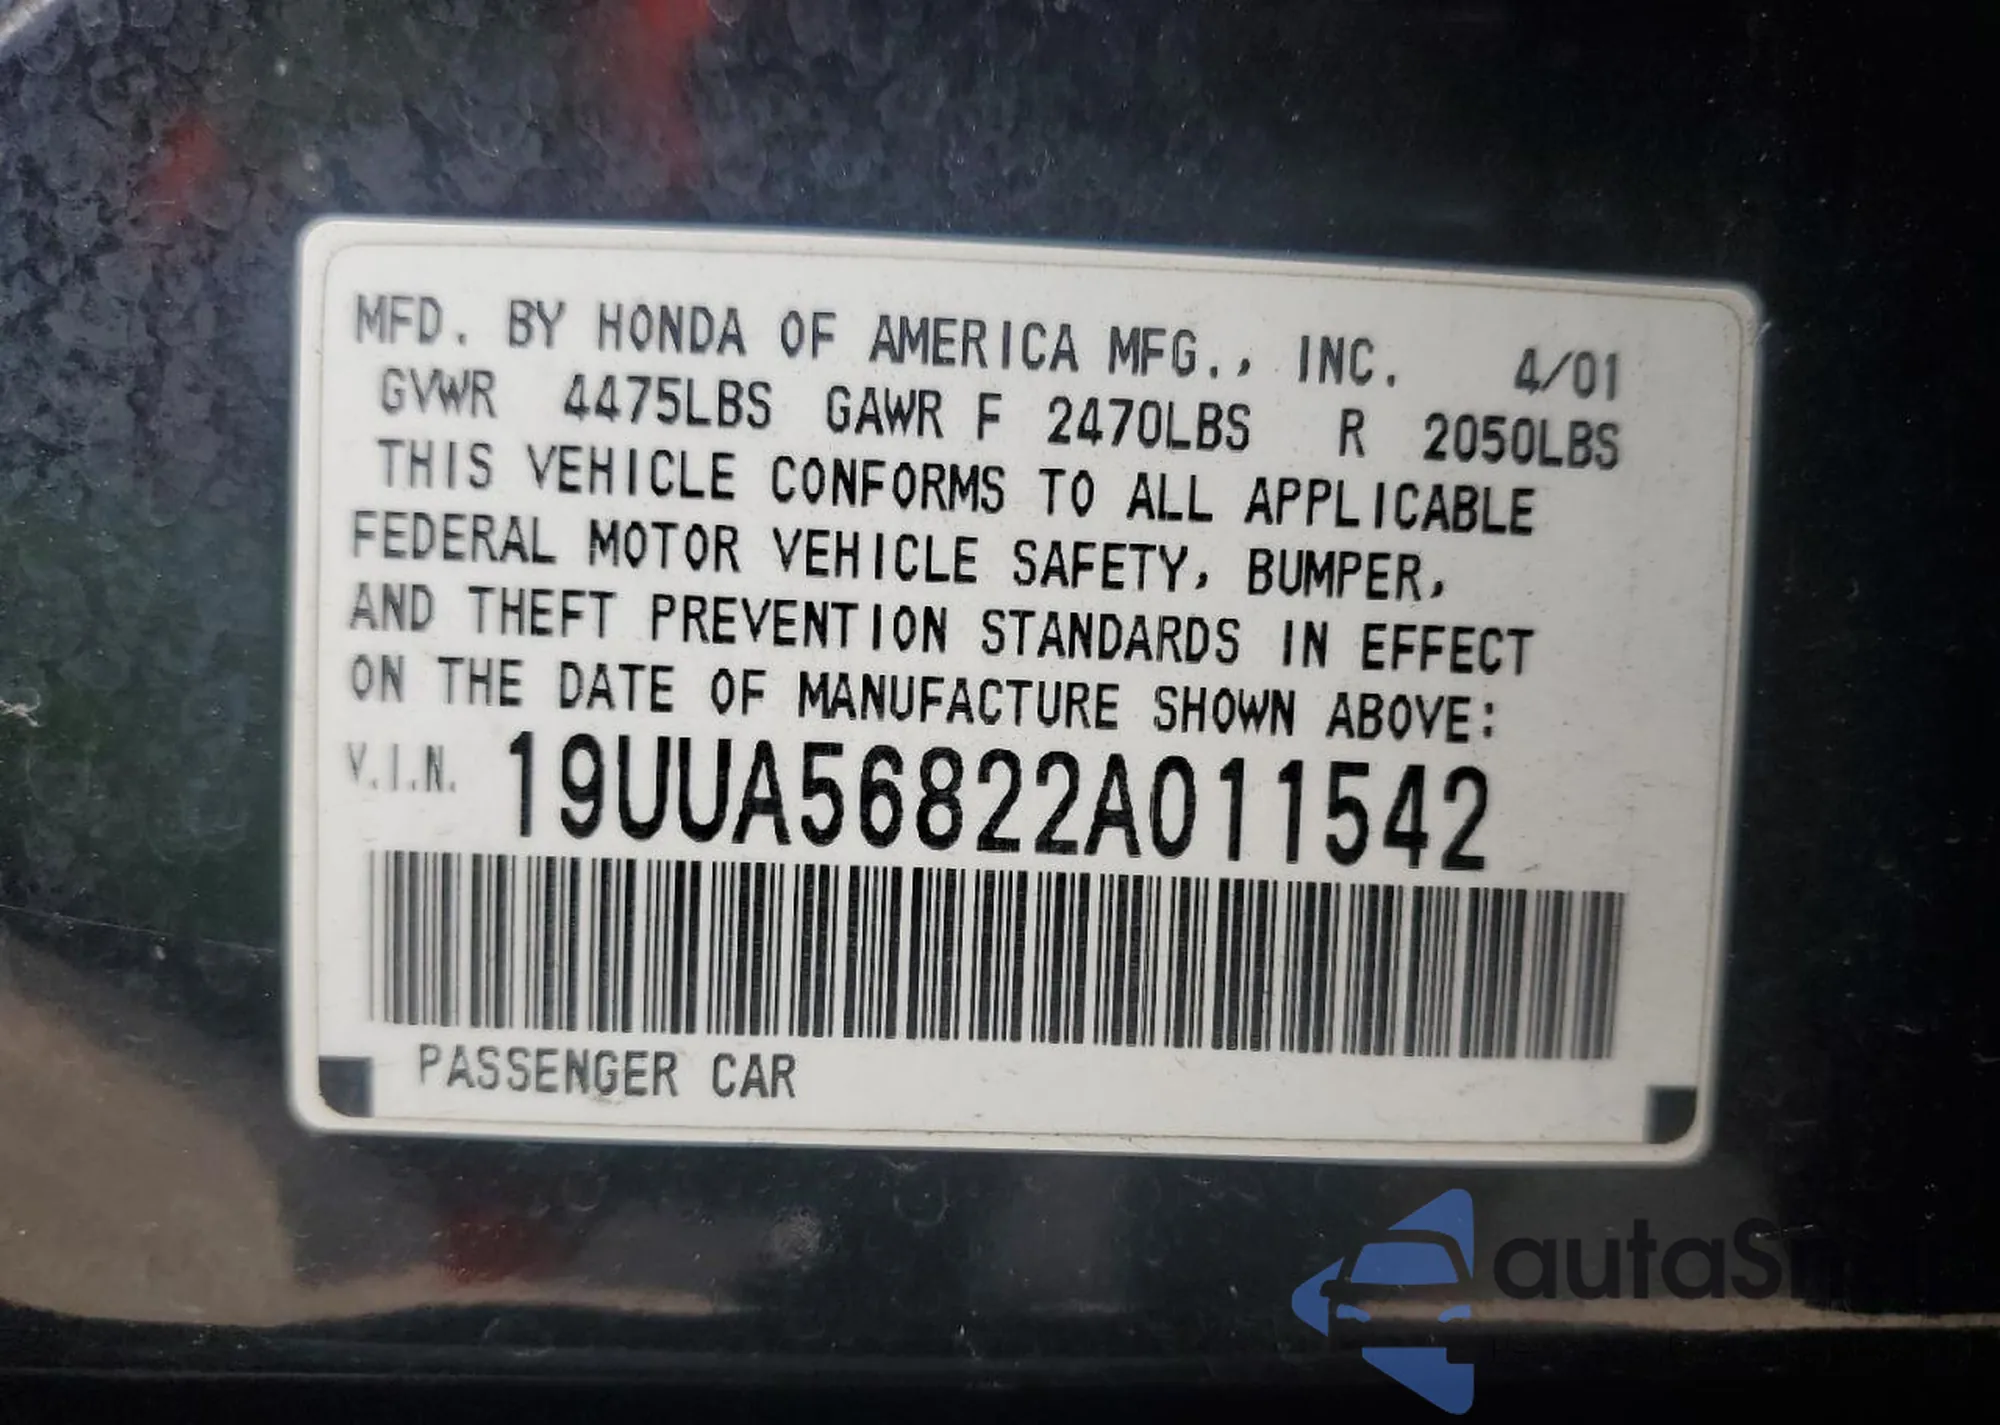 MFD. BY HONDA OF AMERICA MFG., INC. 4/01
GVWR 4475LBS GAWR F 2470LBS R 2050LBS
THIS VEHICLE CONFORMS TO ALL APPLICABLE
FEDERAL MOTOR VEHICLE SAFETY, BUMPER,
AND THEFT PREVENTION STANDARDS IN EFFECT
ON THE DATE OF MANUFACTURE SHOWN ABOVE:
V.I.N. 19UUA56822A011542
PASSENGER CAR